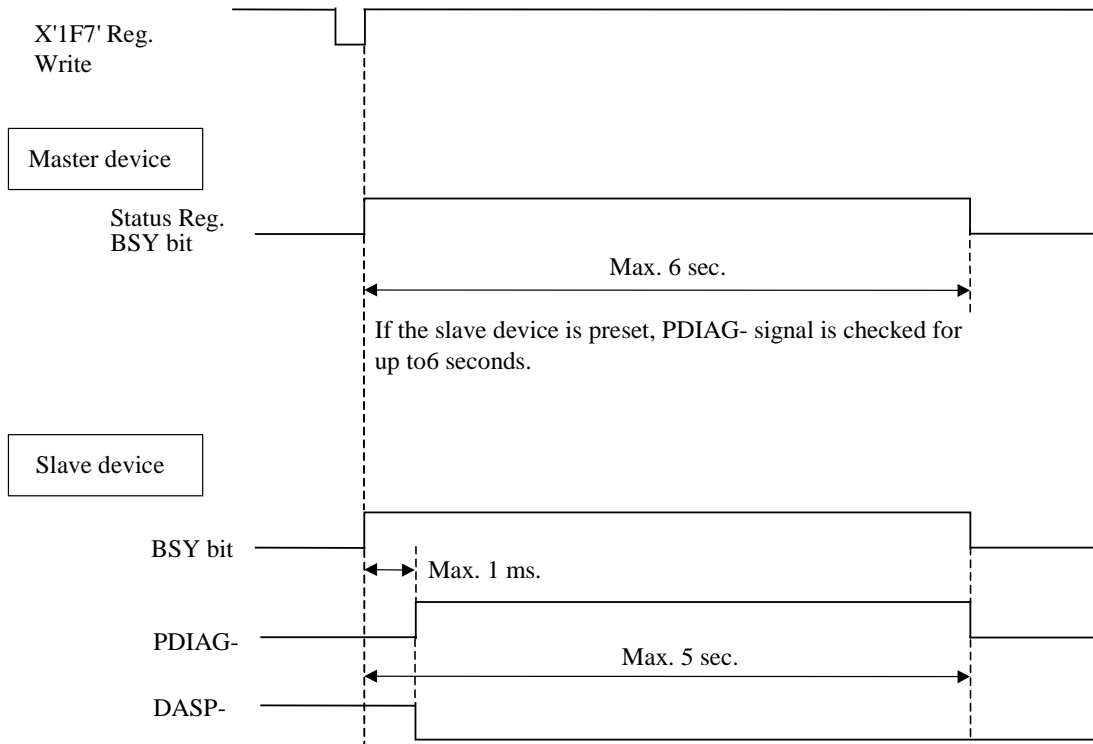 X'1F7' Reg.
Write
Master device
Status Reg.
BSY bit
Max. 6 sec.
If the slave device is preset, PDIAG- signal is checked for
up to6 seconds.
Slave device
BSY bit
Max. 1 ms.
PDIAG-
Max. 5 sec.
DASP-